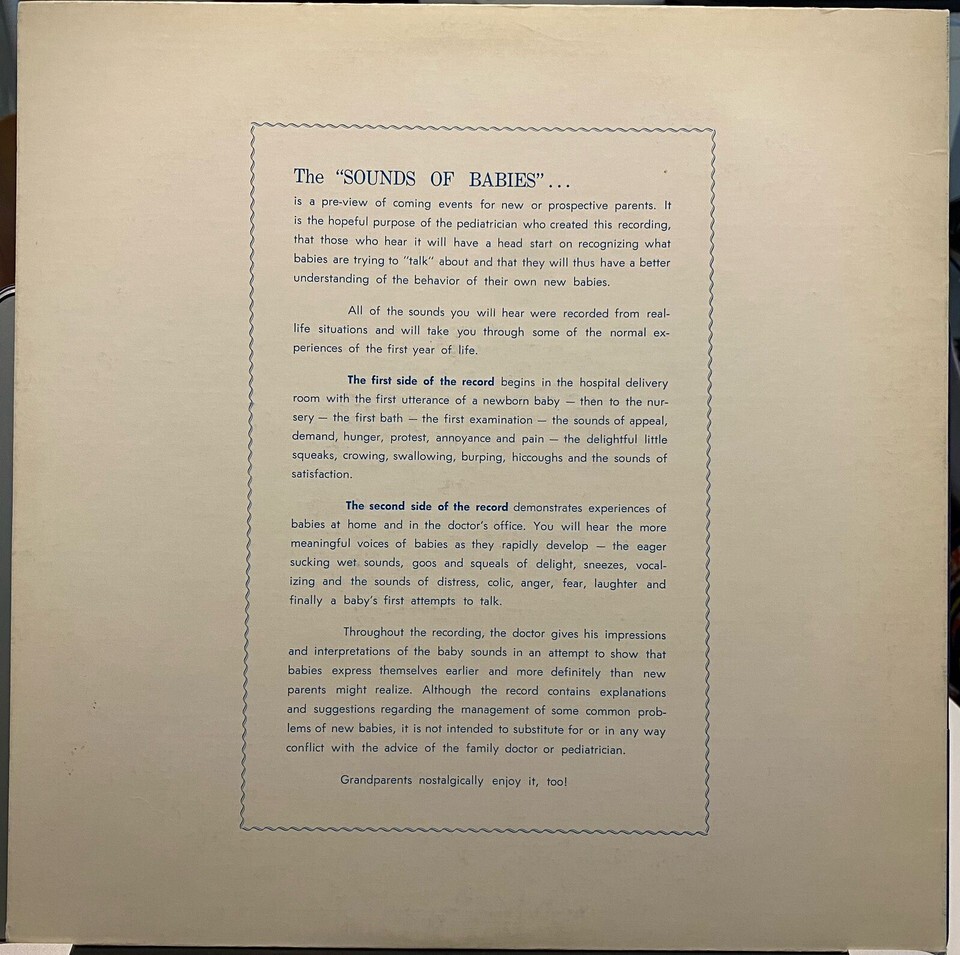 The “SOUNDS OF BABIES”...
is a pre-view of coming events for new or prospective parents. It
is the hopeful purpose of the pediatrician who created this recording,
that those who hear it will have a head start on recognizing what
babies are trying to "talk" about and that they will thus have a better
understanding of the behavior of their own new babies.
All of the sounds you will hear were recorded from real-
life situations and will take you through some of the normal ex-
periences of the first year of life.
The first side of the record begins in the hospital delivery
room with the first utterance of a newborn baby — then to the nur-
sery — the first bath — the first examination — the sounds of appeal,
demand, hunger, protest, annoyance and pain — the delightful little
squeaks, crowing, swallowing, burping, hiccoughs and the sounds of
satisfaction.
The second side of the record demonstrates experiences of
babies at home and in the doctor's office. You will hear the more
meaningful voices of babies as they rapidly develop — the eager
sucking wet sounds, goos and squeals of delight, sneezes, vocal-
izing and the sounds of distress, colic, anger, fear, laughter and
finally a baby's first attempts to talk.
Throughout the recording, the doctor gives his impressions
and interpretations of the baby sounds in an attempt to show that
babies express themselves earlier and more definitely than new
parents might realize. Although the record contains explanations
and suggestions regarding the management of some common prob-
lems of new babies, it is not intended to substitute for or in any way
conflict with the advice of the family doctor or pediatrician.
Grandparents nostalgically enjoy it, too!